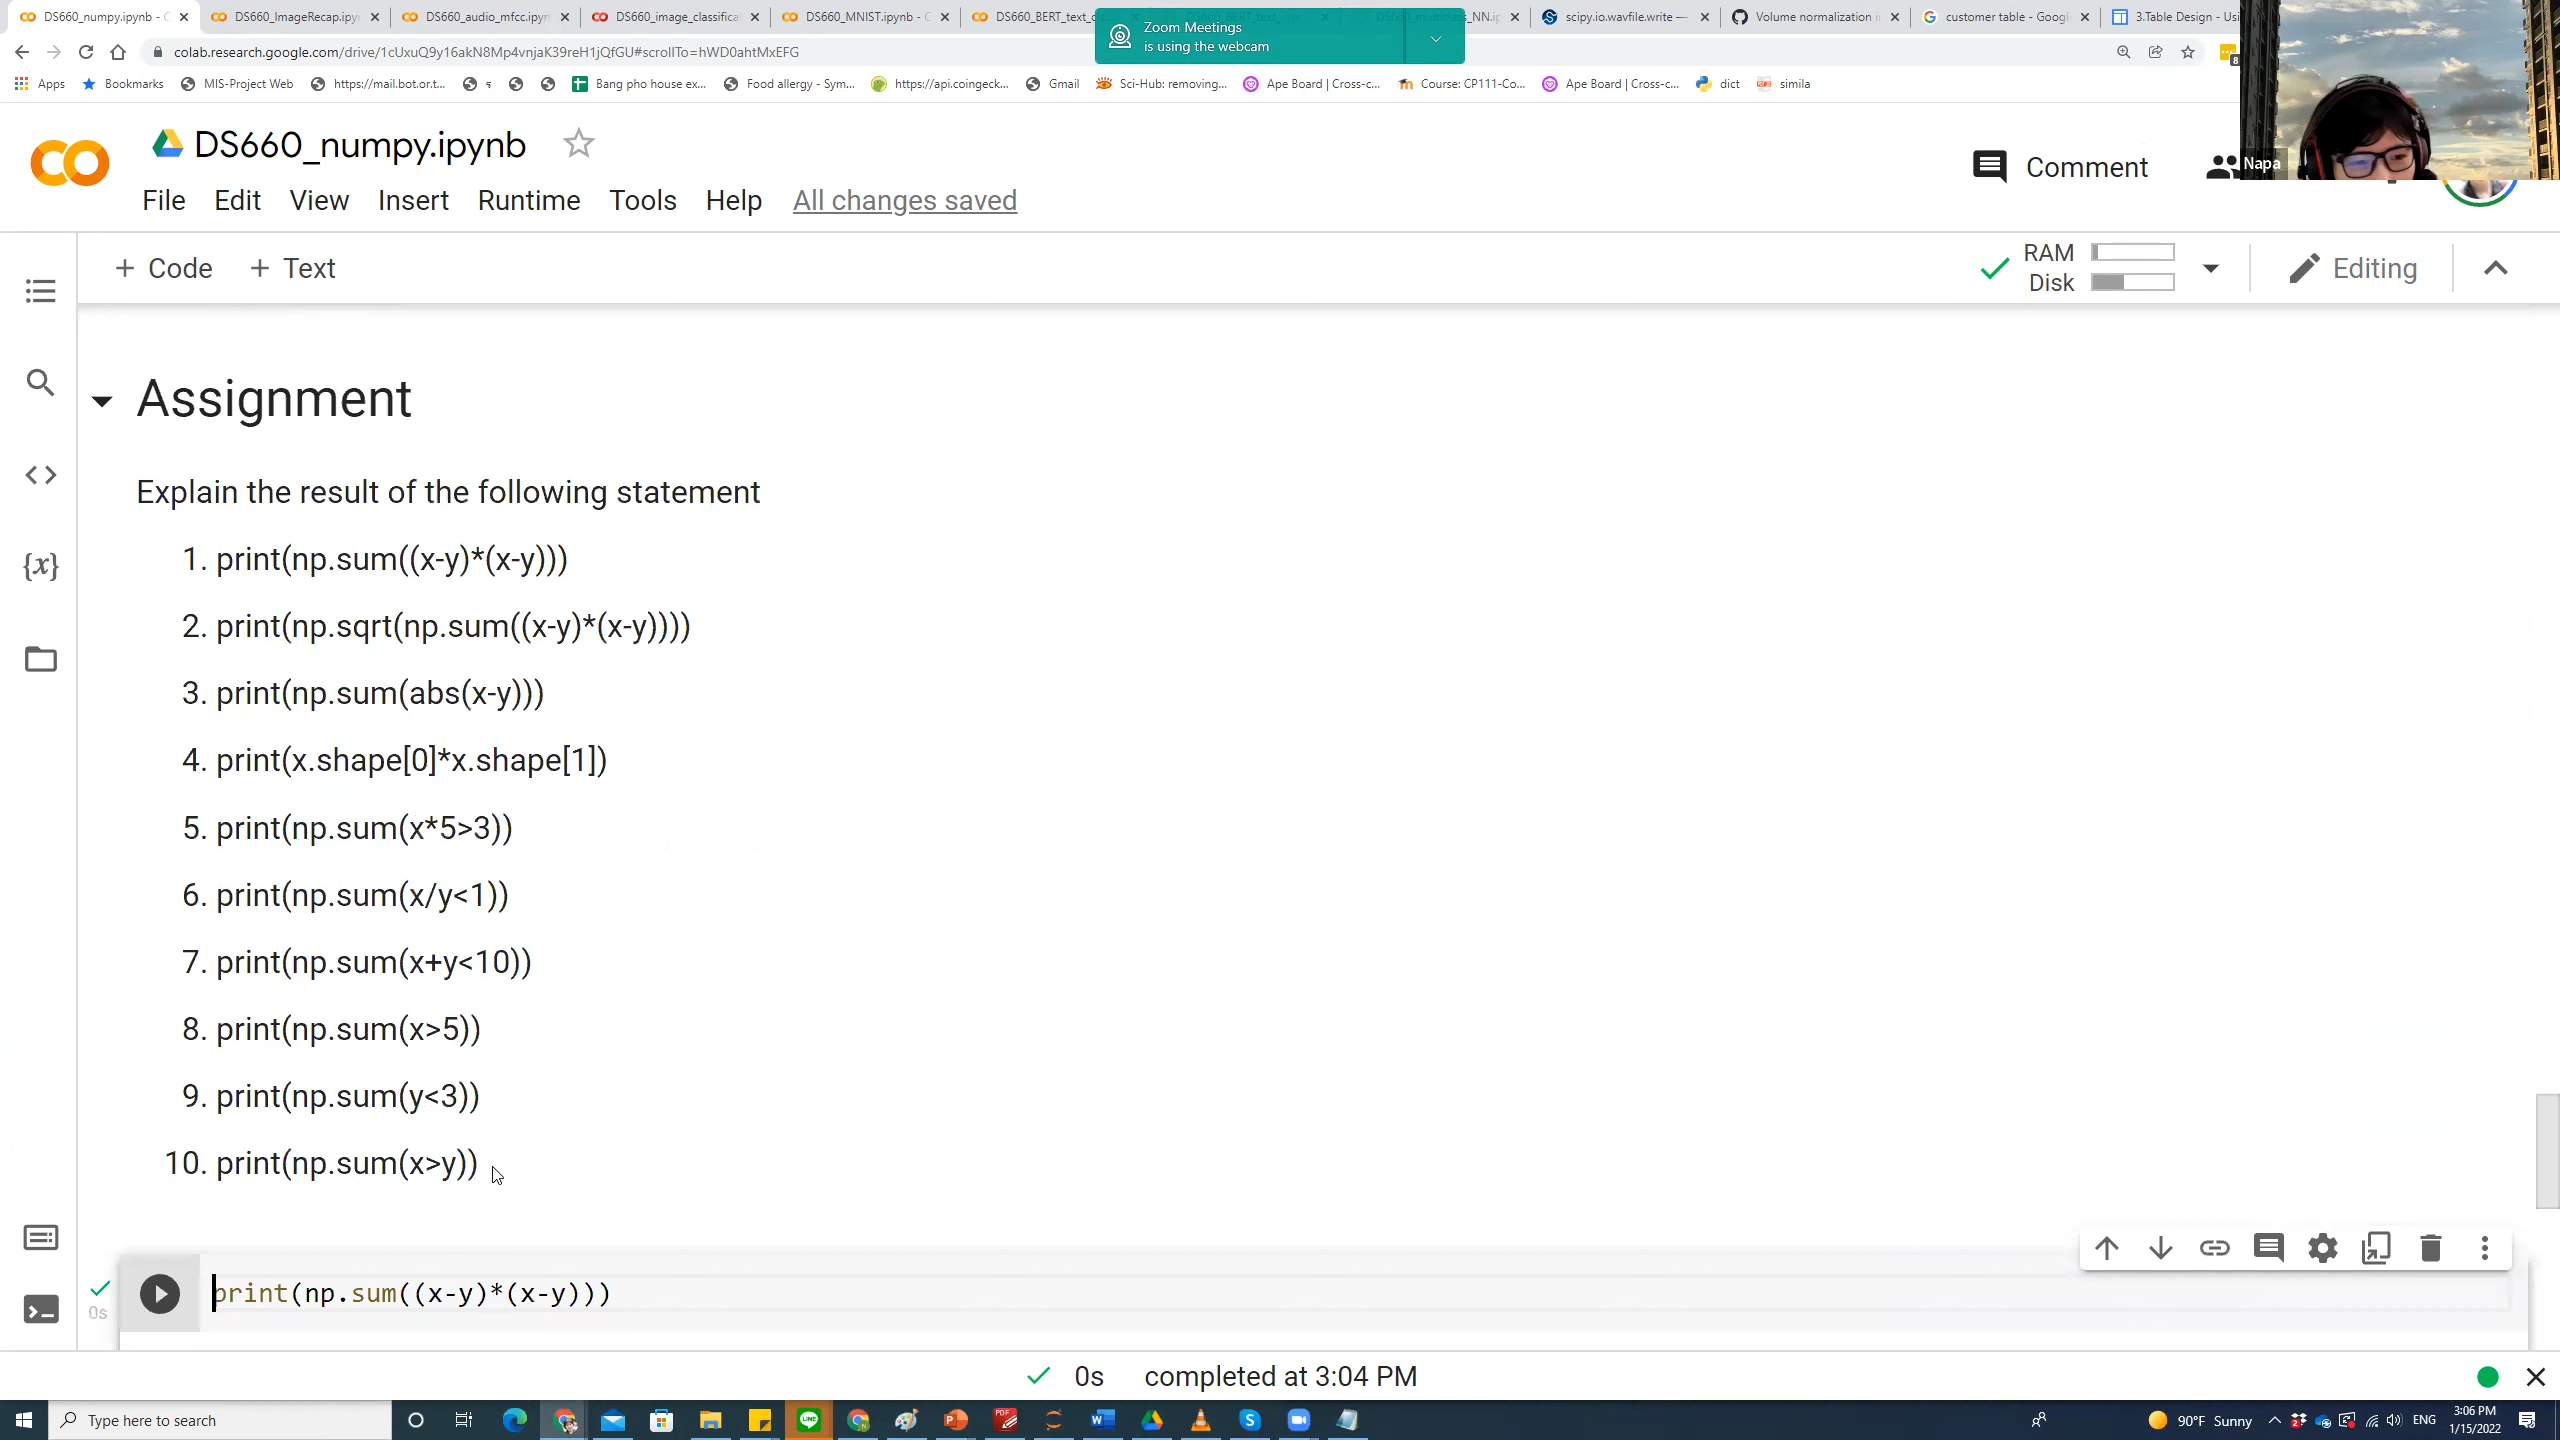 DS660_numpy.ipynb - C
DS660_ImageRecap.ipy
DS660_audio_mfcc.ipyn
DS660_image_classifica
DS660_MNIST.ipynb - C
scipy.io.wavfile.write —
Volume normalization i
customer table - Googl
3.Table Design - Usi
Zoom Meetings
is using the webcam
colab.research.google.com/drive/1cUxuQ9y16akN8Mp4vnjaK39reH1jQfGU#scrollTo=hWD0ahtMxEFG
8
Apps
Bookmarks
MIS-Project Web
https://mail.bot.or.t...
Bang pho house ex...
Food allergy - Sym...
https://api.coingeck...
Gmail
Sci-Hub: removing...
Ape Board | Cross-c...
Course: CP111-Co...
Ape Board | Cross-c...
dict
simila
DS660_numpy.ipynb
Comment
Napa
File Edit View Insert Runtime Tools Help All changes saved
+ Code + Text
RAM
Disk
Editing
Assignment
Explain the result of the following statement
1. print(np.sum((x-y)*(x-y)))
2. print(np.sqrt(np.sum((x-y)*(x-y))))
3. print(np.sum(abs(x-y)))
4. print(x.shape[0]*x.shape[1])
5. print(np.sum(x*5>3))
6. print(np.sum(x/y<1))
7. print(np.sum(x+y<10))
8. print(np.sum(x>5))
9. print(np.sum(y<3))
10. print(np.sum(x>y))
print(np.sum((x-y)*(x-y)))
0s
0s completed at 3:04 PM
Type here to search
90°F Sunny
ENG
3:06 PM
1/15/2022